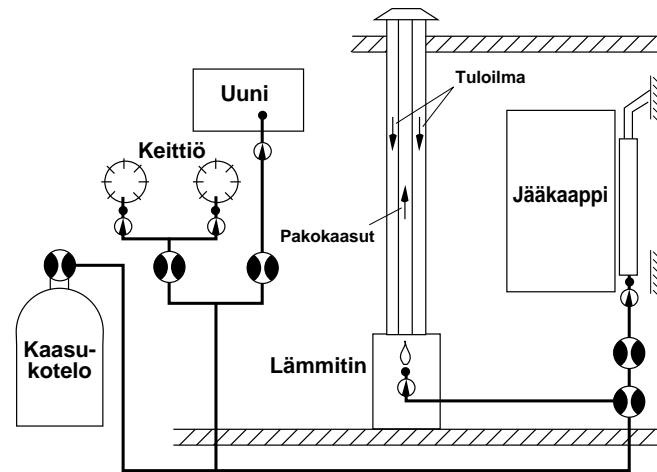 Uuni
Tuloilma
Keittiö
Jääkaappi
Pakokaasut
Kaasu-
kotelo
Lämmitin